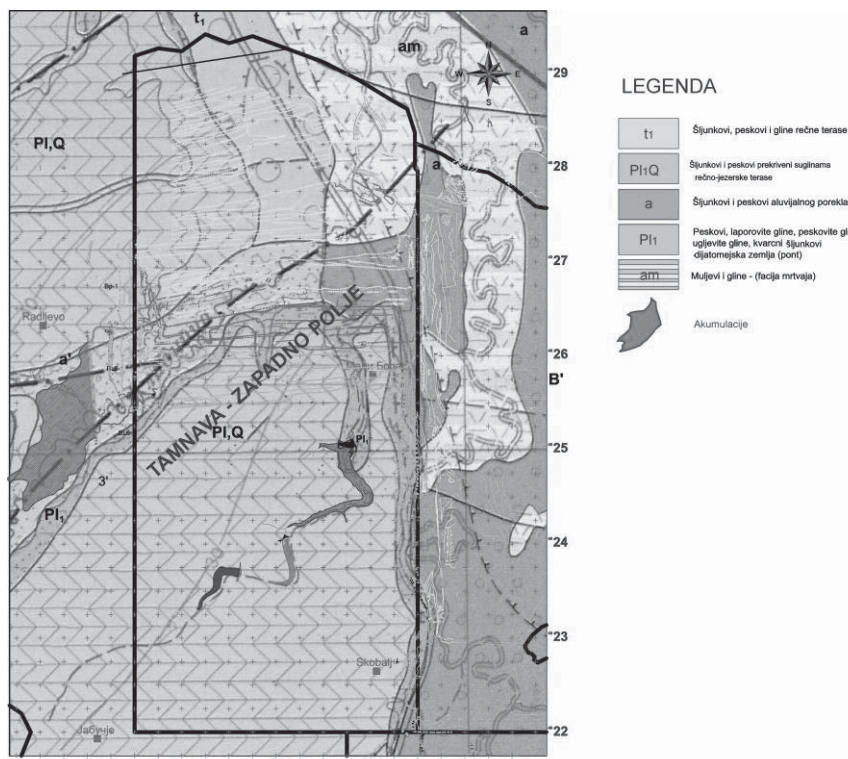 t₁
a
am
"29
N
W E
S
LEGENDA
t₁ Šljunkovi, peskovi i gline rečne terase
Pl,Q
"28
a
Pl₁Q Šljunkovi i peskovi prekriveni suglinama
rečno-jezerske terase
a Šljunkovi i peskovi aluvijalnog porekla
Pl₁ Peskovi, laporovite gline, peskovite gl
ugljevite gline, kvarcni šljunkovi
dijatomejska zemlja (pont)
am Muljevi i gline - (facija mrtvaja)
Akumulacije
"27
Bp-1
Radljevo
"26
a'
B'
TAMNAVA - ZAPADNO POLJE
Pl,Q
Pl₁
"25
3'
Pl₁
"24
"23
Skobalj
Јабучје
"22